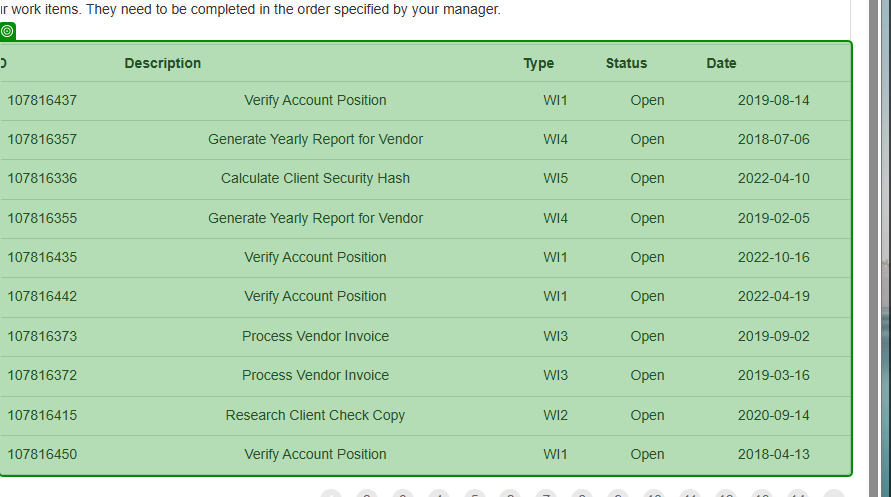 work items. They need to be completed in the order specified by your manager.
Description Type Status Date
107816437 Verify Account Position WI1 Open 2019-08-14
107816357 Generate Yearly Report for Vendor WI4 Open 2018-07-06
107816336 Calculate Client Security Hash WI5 Open 2022-04-10
107816355 Generate Yearly Report for Vendor WI4 Open 2019-02-05
107816435 Verify Account Position WI1 Open 2022-10-16
107816442 Verify Account Position WI1 Open 2022-04-19
107816373 Process Vendor Invoice WI3 Open 2019-09-02
107816372 Process Vendor Invoice WI3 Open 2019-03-16
107816415 Research Client Check Copy WI2 Open 2020-09-14
107816450 Verify Account Position WI1 Open 2018-04-13